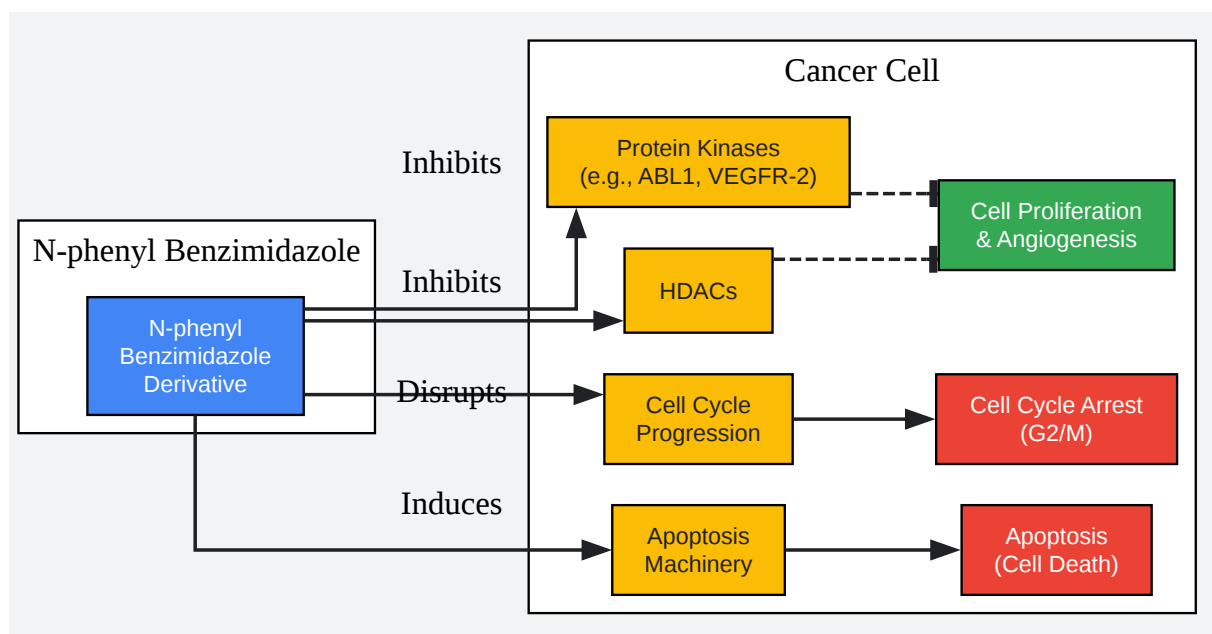 Cancer Cell
Protein Kinases
(e.g., ABL1, VEGFR-2)
Inhibits
Cell Proliferation
& Angiogenesis
N-phenyl Benzimidazole
Inhibits
HDACs
N-phenyl
Benzimidazole
Derivative
Disrupts
Cell Cycle
Progression
Cell Cycle Arrest
(G2/M)
Induces
Apoptosis
Machinery
Apoptosis
(Cell Death)